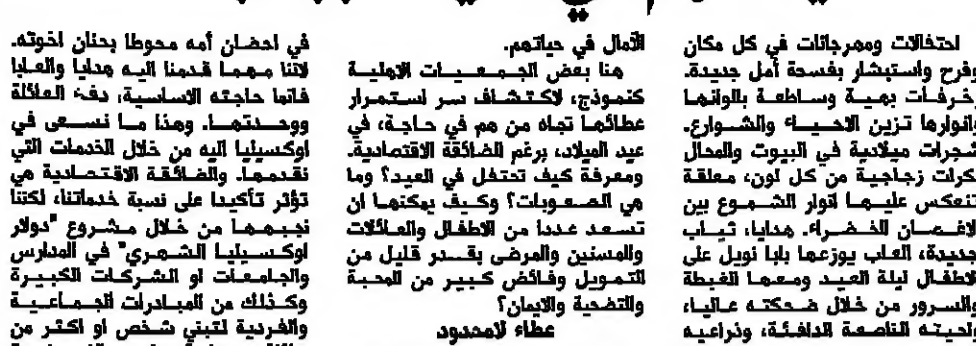 احتفالات ومهرجانات في كل مكان
وفرح واستبشار بفسحة أمل جديدة.
زخرفات بهية وساطعة بالوانها
وانوارها تزين الاحياء والشوارع.
شجرات ميلادية في البيوت والمحال
كرات زجاجية من كل لون، معلقة
تنعكس عليها انوار الشموع بين
الاغصان الخضراء. هدايا، ثياب
جديدة، العاب يوزعها بابا نويل على
الاطفال ليلة العيد ومعها الغبطة
والسرور من خلال ضحكته عاليا،
ولحيته الناصعة الدافئة، وذراعيه
الآمال في حياتهم.
هنا بعض الجمعيات الاهلية
كنموذج، لاكتشاف سر استمرار
عطائها تجاه من هم في حاجة، في
عيد الميلاد، برغم الضائقة الاقتصادية.
ومعرفة كيف تحتفل في العيد؟ وما
هي الصعوبات؟ وكيف يمكنها ان
تسعد عددا من الاطفال والعائلات
والمسنين والمرضى بقدر قليل من
التمويل وفائض كبير من المحبة
والتضحية والايمان؟
عطاء لامحدود
في احضان أمه محوطا بحنان اخوته.
لاننا مهما قدمنا اليه هدايا والعابا
فانما حاجته الاساسية، دفء العائلة
ووحدتها. وهذا ما نسعى في
اوكسيليا اليه من خلال الخدمات التي
نقدمها. والضائقة الاقتصادية هي
تؤثر تأكيدا على نسبة خدماتنا، لكننا
نجبهها من خلال مشروع "دولار
اوكسيليا الشهري" في المدارس
والجامعات او الشركات الكبيرة
وكذلك من المبادرات الجماعية
والفردية لتبني شخص او اكثر من